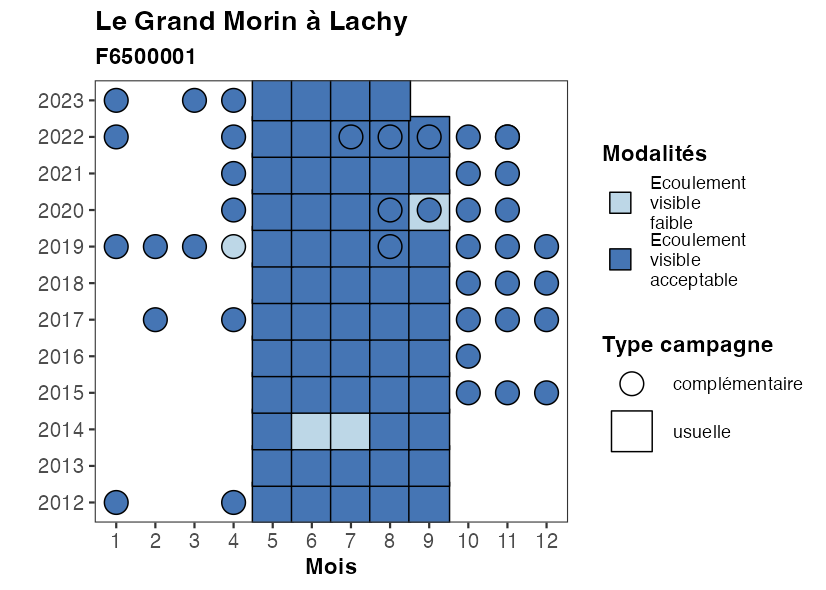 Le Grand Morin à Lachy
F6500001
2023
2022
2021
2020
2019
2018
2017
2016
2015
2014
2013
2012
1 2 3 4 5 6 7 8 9 10 11 12
Mois
Modalités
Ecoulement
visible
faible
Ecoulement
visible
acceptable
Type campagne
complémentaire
usuelle